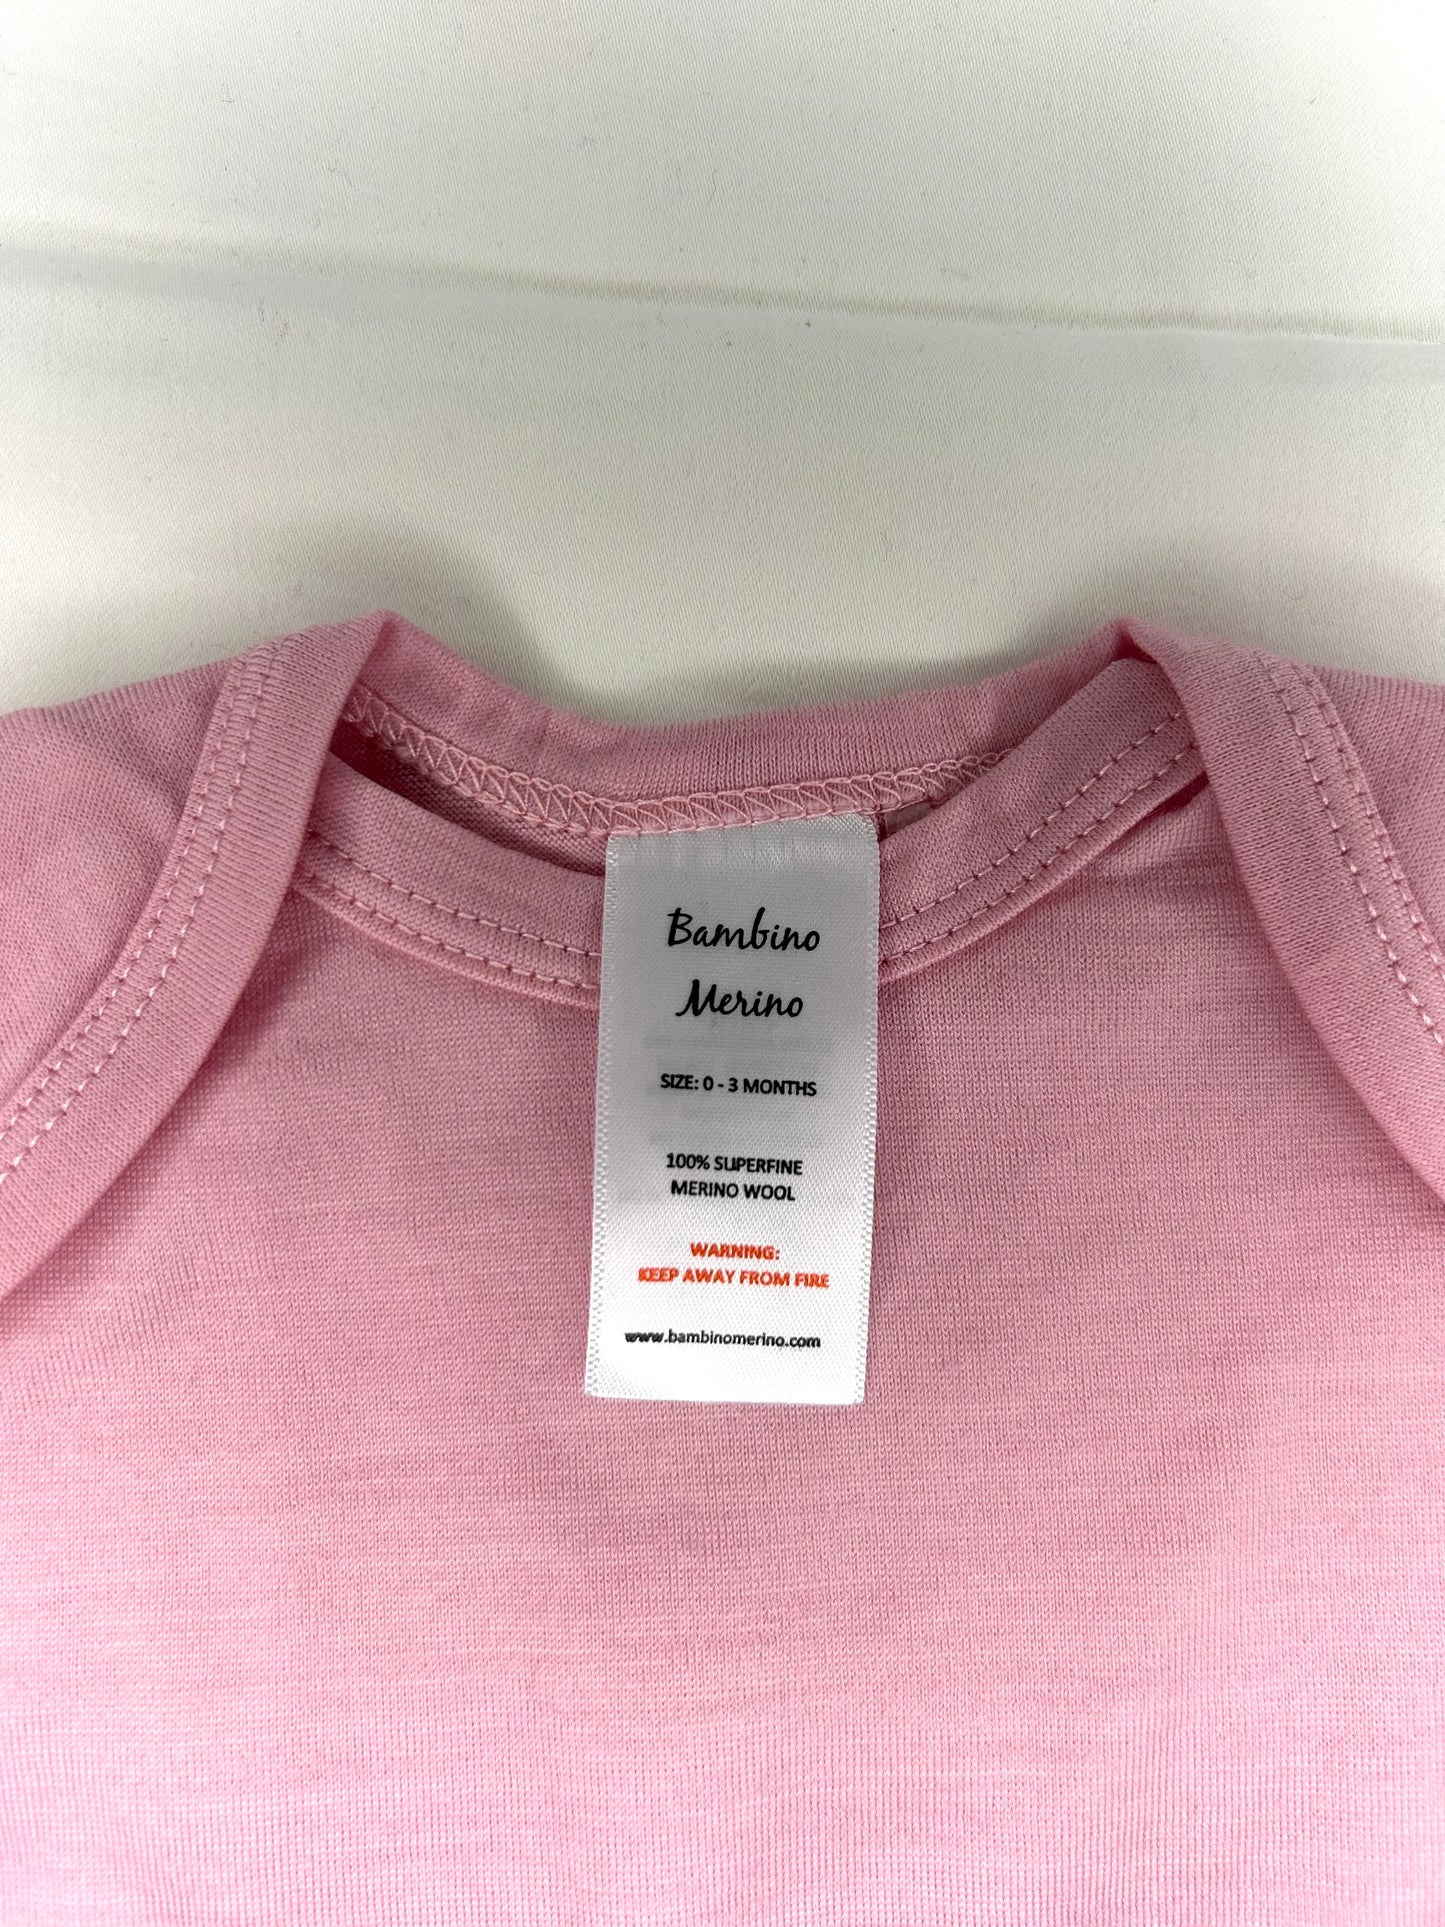 Bambino
Merino
SIZE: 0 - 3 MONTHS
100% SUPERFINE
MERINO WOOL
WARNING:
KEEP AWAY FROM FIRE
www.bambinomerino.com